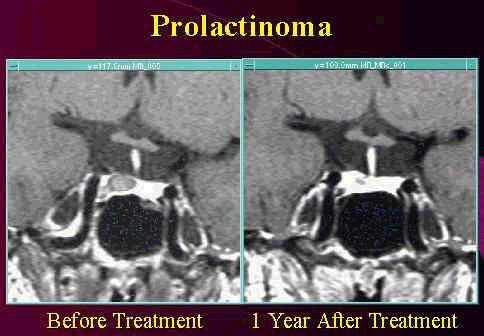 Prolactinoma
Before Treatment
1 Year After Treatment